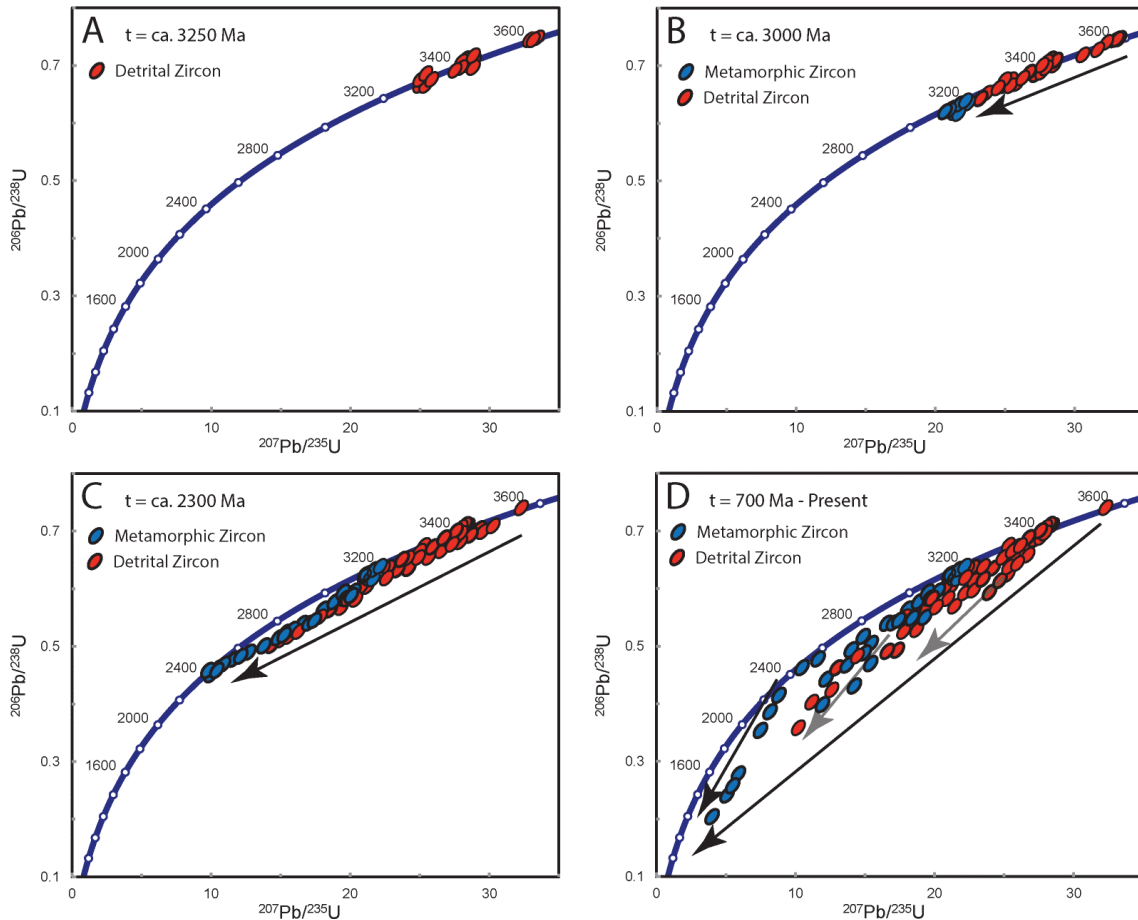 A t = ca. 3250 Ma
Detrital Zircon
3600
3400
3200
2800
2400
2000
1600
0.7
0.5
0.3
0.1
0 10 20 30
²⁰⁶Pb/²³⁸U
²⁰⁷Pb/²³⁵U
B t = ca. 3000 Ma
Metamorphic Zircon
Detrital Zircon
3600
3400
3200
2800
2400
2000
1600
0.7
0.5
0.3
0.1
0 10 20 30
²⁰⁶Pb/²³⁸U
²⁰⁷Pb/²³⁵U
C t = ca. 2300 Ma
Metamorphic Zircon
Detrital Zircon
3600
3400
3200
2800
2400
2000
1600
0.7
0.5
0.3
0.1
0 10 20 30
²⁰⁶Pb/²³⁸U
²⁰⁷Pb/²³⁵U
D t = 700 Ma - Present
Metamorphic Zircon
Detrital Zircon
3600
3400
3200
2800
2400
2000
1600
0.7
0.5
0.3
0.1
0 10 20 30
²⁰⁶Pb/²³⁸U
²⁰⁷Pb/²³⁵U